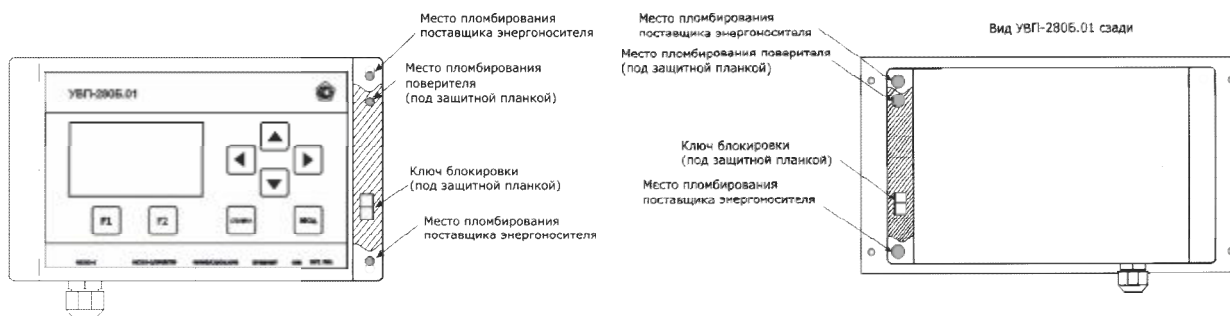 Место пломбирования
поставщика энергоносителя
Место пломбирования
поверителя
(под защитной планкой)
Ключ блокировки
(под защитной планкой)
Место пломбирования
поставщика энергоносителя
УВП-280Б.01
F1
F2
Место пломбирования
поставщика энергоносителя
Место пломбирования поверителя
(под защитной планкой)
Ключ блокировки
(под защитной планкой)
Место пломбирования
поставщика энергоносителя
Вид УВП-280Б.01 сзади